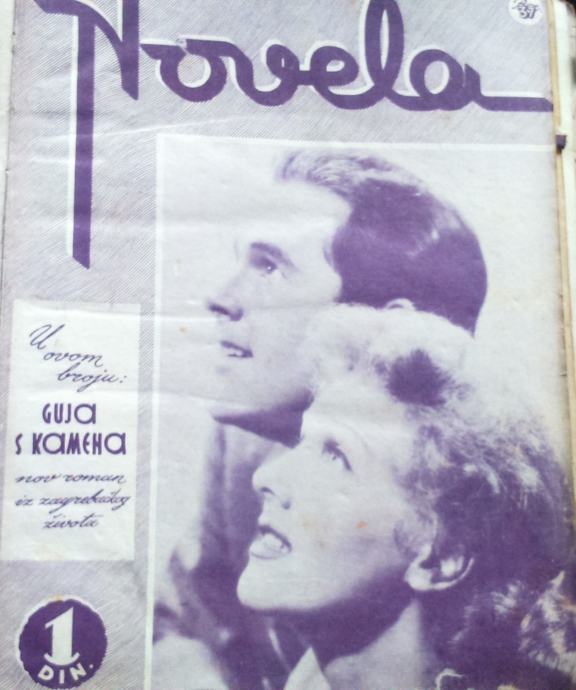 Novela
U
ovom
broju:
GUJA
S KAMENA
nov roman
iz zagrebačkog
života
1
DIN.